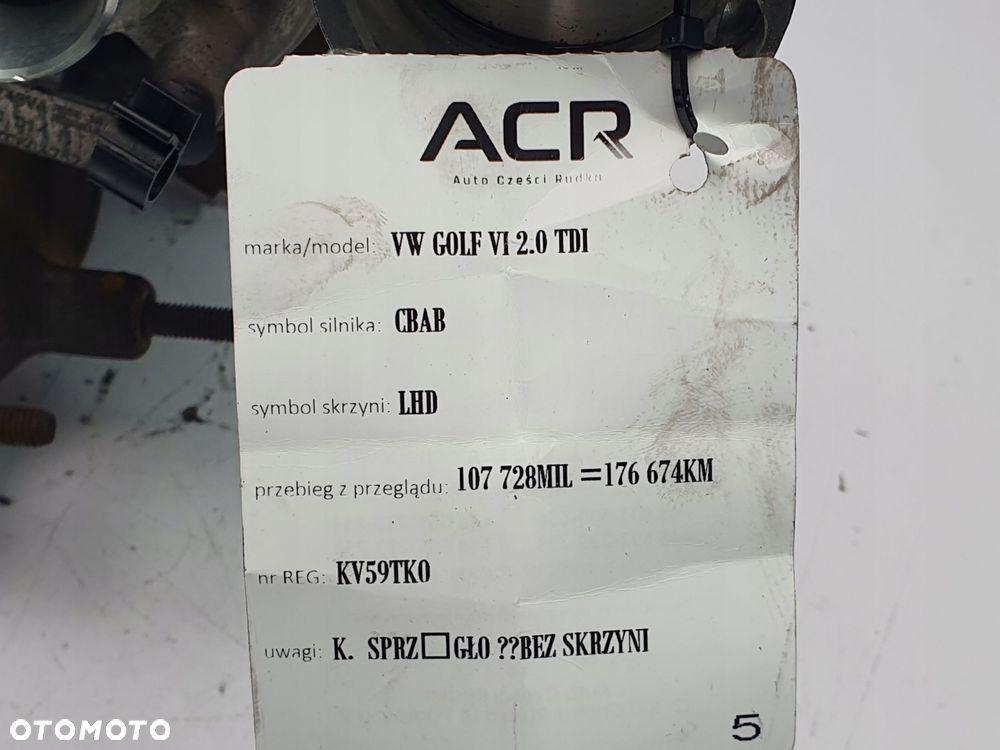 ACR
Auto Części Rudka
marka/model: VW GOLF VI 2.0 TDI
symbol silnika: CBAB
symbol skrzyni: LHD
przebieg z przeglądu: 107 728MIL =176 674KM
nr REG: KV59TKO
uwagi: K. SPRZ□GŁO ??BEZ SKRZYNI
5
OTOMOTO